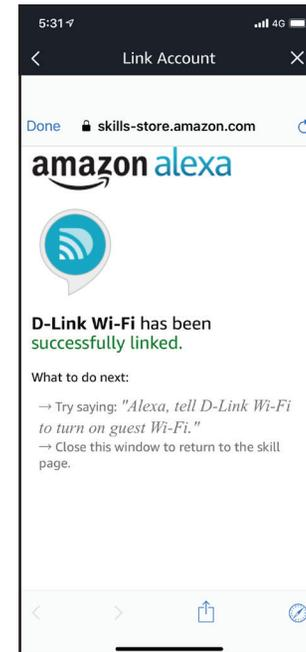 5:31
4G
Link Account
Done skills-store.amazon.com
amazon alexa
D-Link Wi-Fi has been
successfully linked.
What to do next:
→ Try saying: "Alexa, tell D-Link Wi-Fi
to turn on guest Wi-Fi."
→ Close this window to return to the skill
page.